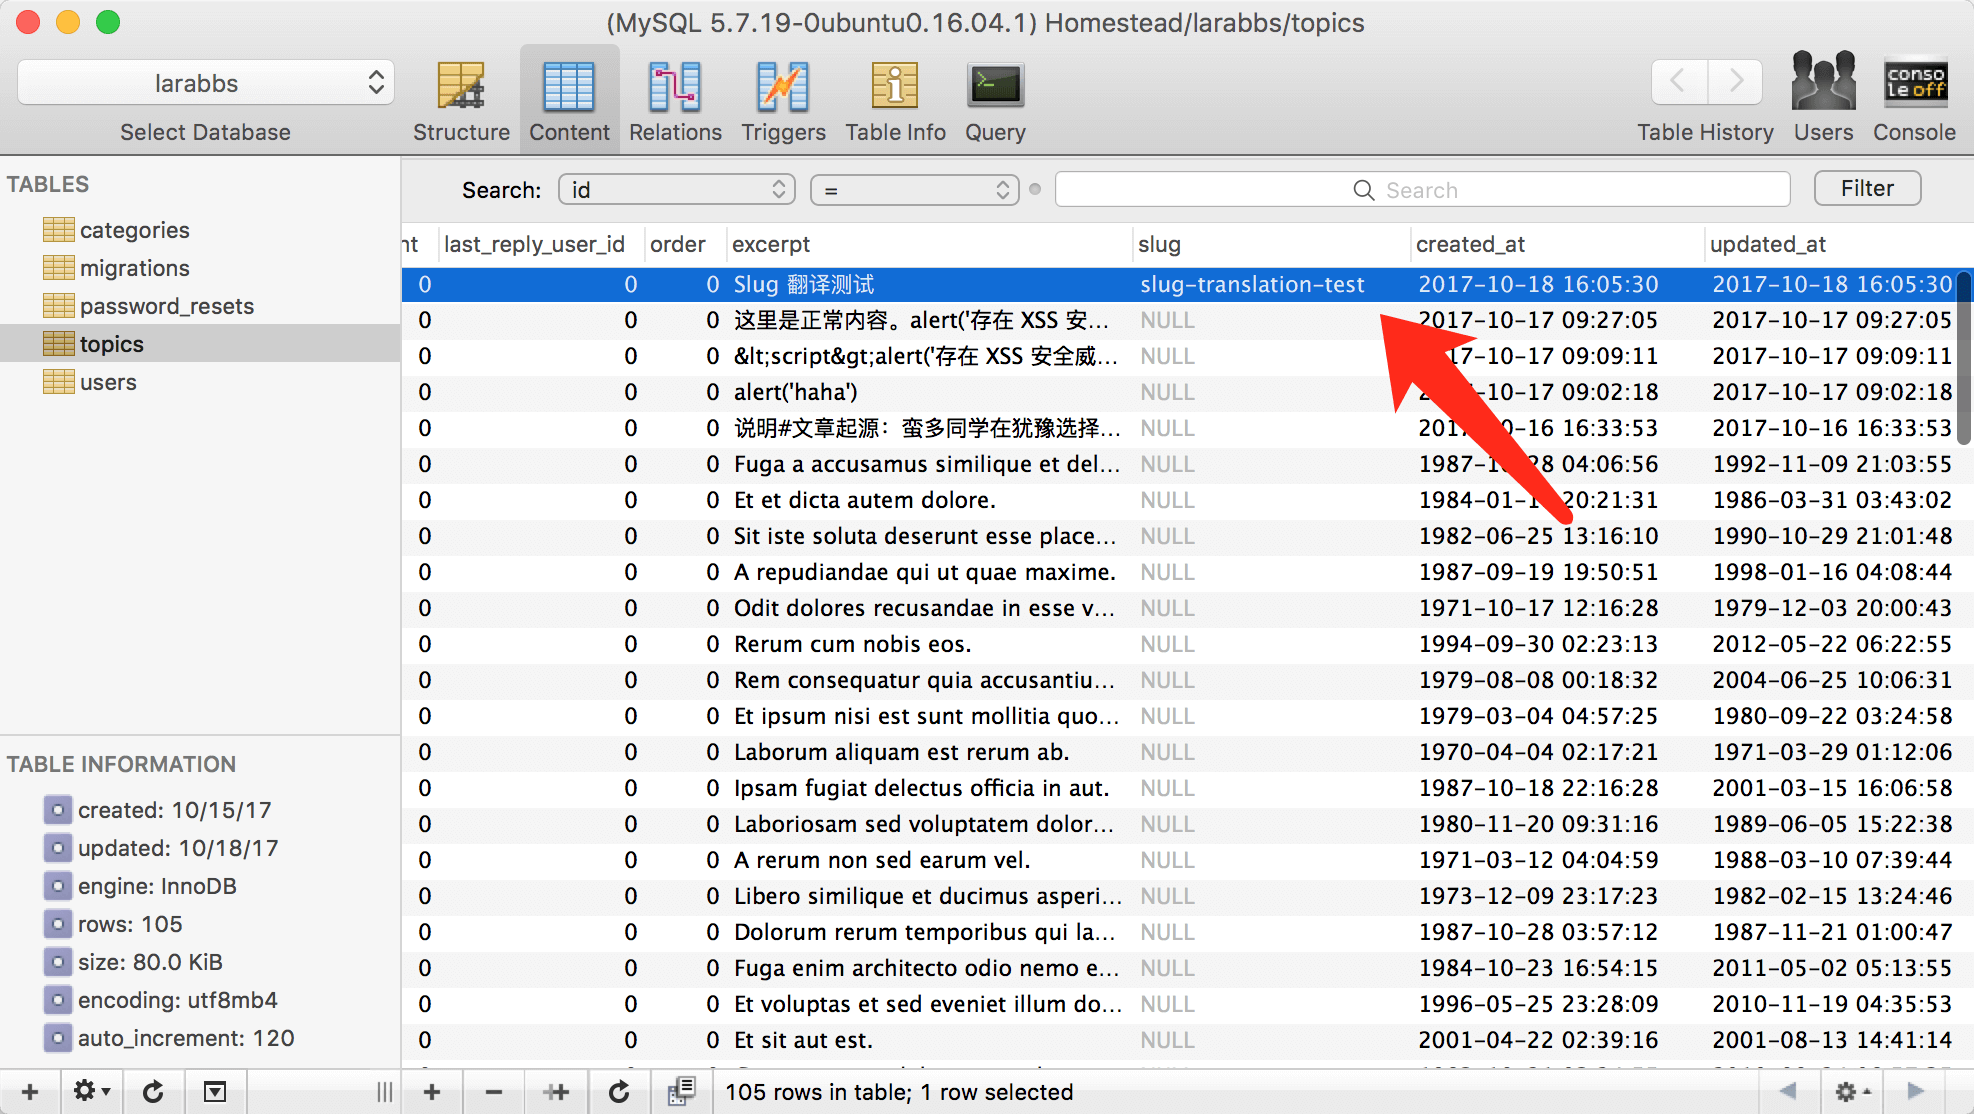 (MySQL 5.7.19-0ubuntu0.16.04.1) Homestead/larabbs/topics
larabbs
Select Database
Structure
Content
Relations
Triggers
Table Info
Query
Table History
Users
conso
le off
Console
TABLES
categories
migrations
password_resets
topics
users
TABLE INFORMATION
created: 10/15/17
updated: 10/18/17
engine: InnoDB
rows: 105
size: 80.0 KiB
encoding: utf8mb4
auto_increment: 120
Search: id = Search Filter
nt last_reply_user_id order excerpt slug created_at updated_at
0 0 0 Slug 翻译测试 slug-translation-test 2017-10-18 16:05:30 2017-10-18 16:05:30
0 0 0 这里是正常内容。alert('存在 XSS 安... NULL 2017-10-17 09:27:05 2017-10-17 09:27:05
0 0 0 &lt;script&gt;alert('存在 XSS 安全威... NULL 17-10-17 09:09:11 2017-10-17 09:09:11
0 0 0 alert('haha') NULL 10-17 09:02:18 2017-10-17 09:02:18
0 0 0 说明#文章起源：蛮多同学在犹豫选择... NULL 201 -16 16:33:53 2017-10-16 16:33:53
0 0 0 Fuga a accusamus similique et del... NULL 1987-1 28 04:06:56 1992-11-09 21:03:55
0 0 0 Et et dicta autem dolore. NULL 1984-01-1 20:21:31 1986-03-31 03:43:02
0 0 0 Sit iste soluta deserunt esse place... NULL 1982-06-25 13:16:10 1990-10-29 21:01:48
0 0 0 A repudiandae qui ut quae maxime. NULL 1987-09-19 19:50:51 1998-01-16 04:08:44
0 0 0 Odit dolores recusandae in esse v... NULL 1971-10-17 12:16:28 1979-12-03 20:00:43
0 0 0 Rerum cum nobis eos. NULL 1994-09-30 02:23:13 2012-05-22 06:22:55
0 0 0 Rem consequatur quia accusantiu... NULL 1979-08-08 00:18:32 2004-06-25 10:06:31
0 0 0 Et ipsum nisi est sunt mollitia quo... NULL 1979-03-04 04:57:25 1980-09-22 03:24:58
0 0 0 Laborum aliquam est rerum ab. NULL 1970-04-04 02:17:21 1971-03-29 01:12:06
0 0 0 Ipsam fugiat delectus officia in aut. NULL 1987-10-18 22:16:28 2001-03-15 16:06:58
0 0 0 Laboriosam sed voluptatem dolor... NULL 1980-11-20 09:31:16 1989-06-05 15:22:38
0 0 0 A rerum non sed earum vel. NULL 1971-03-12 04:04:59 1988-03-10 07:39:44
0 0 0 Libero similique et ducimus asperi... NULL 1973-12-09 23:17:23 1982-02-15 13:24:46
0 0 0 Dolorum rerum temporibus qui la... NULL 1987-10-28 03:57:12 1987-11-21 01:00:47
0 0 0 Fuga enim architecto odio nemo e... NULL 1984-10-23 16:54:15 2011-05-02 05:13:55
0 0 0 Et voluptas et sed eveniet illum do... NULL 1996-05-25 23:28:09 2010-11-19 04:35:53
0 0 0 Et sit aut est. NULL 2001-04-22 02:39:16 2001-08-13 14:41:14
105 rows in table; 1 row selected